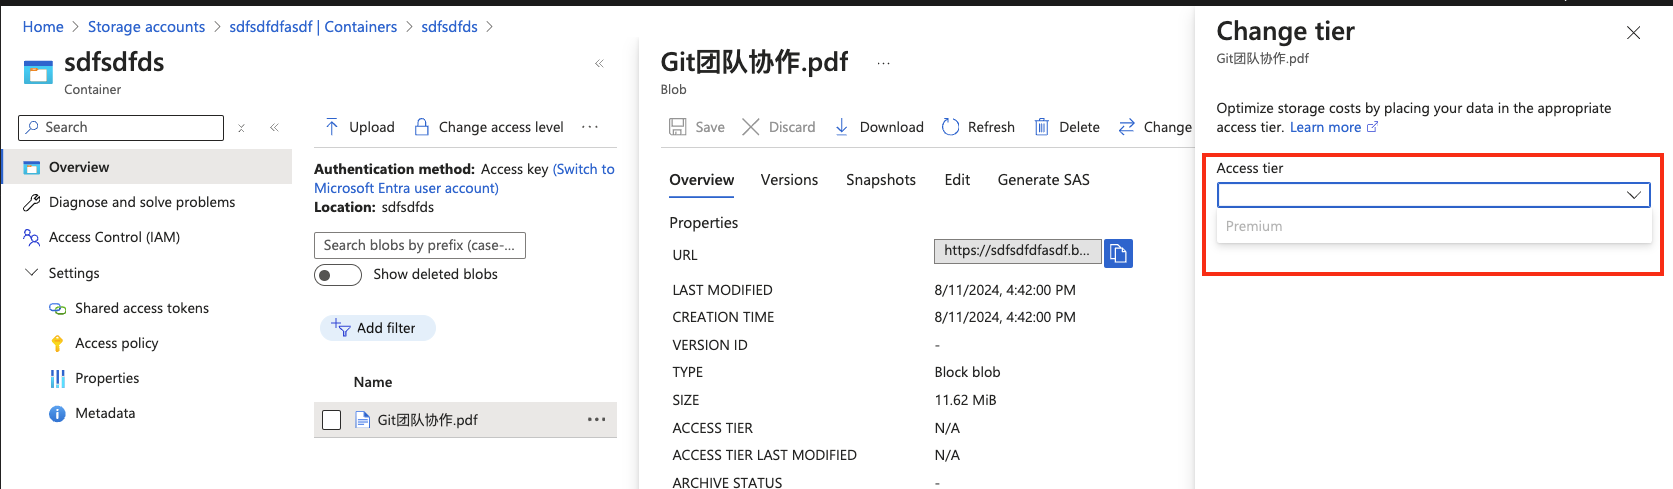 Home > Storage accounts > sdfsdfdfasdf | Containers > sdfsdfds >
sdfsdfds
Container
Search
Overview
Diagnose and solve problems
Access Control (IAM)
Settings
Shared access tokens
Access policy
Properties
Metadata
Upload
Change access level
Authentication method: Access key (Switch to
Microsoft Entra user account)
Location: sdfsdfds
Search blobs by prefix (case-...
Show deleted blobs
Add filter
Name
Git团队协作.pdf
Git团队协作.pdf
Blob
Save
Discard
Download
Refresh
Delete
Change
Overview
Versions
Snapshots
Edit
Generate SAS
Properties
URL https://sdfsdfdfasdf.b...
LAST MODIFIED 8/11/2024, 4:42:00 PM
CREATION TIME 8/11/2024, 4:42:00 PM
VERSION ID -
TYPE Block blob
SIZE 11.62 MiB
ACCESS TIER N/A
ACCESS TIER LAST MODIFIED N/A
ARCHIVE STATUS -
Change tier
Git团队协作.pdf
Optimize storage costs by placing your data in the appropriate
access tier. Learn more
Access tier
Premium